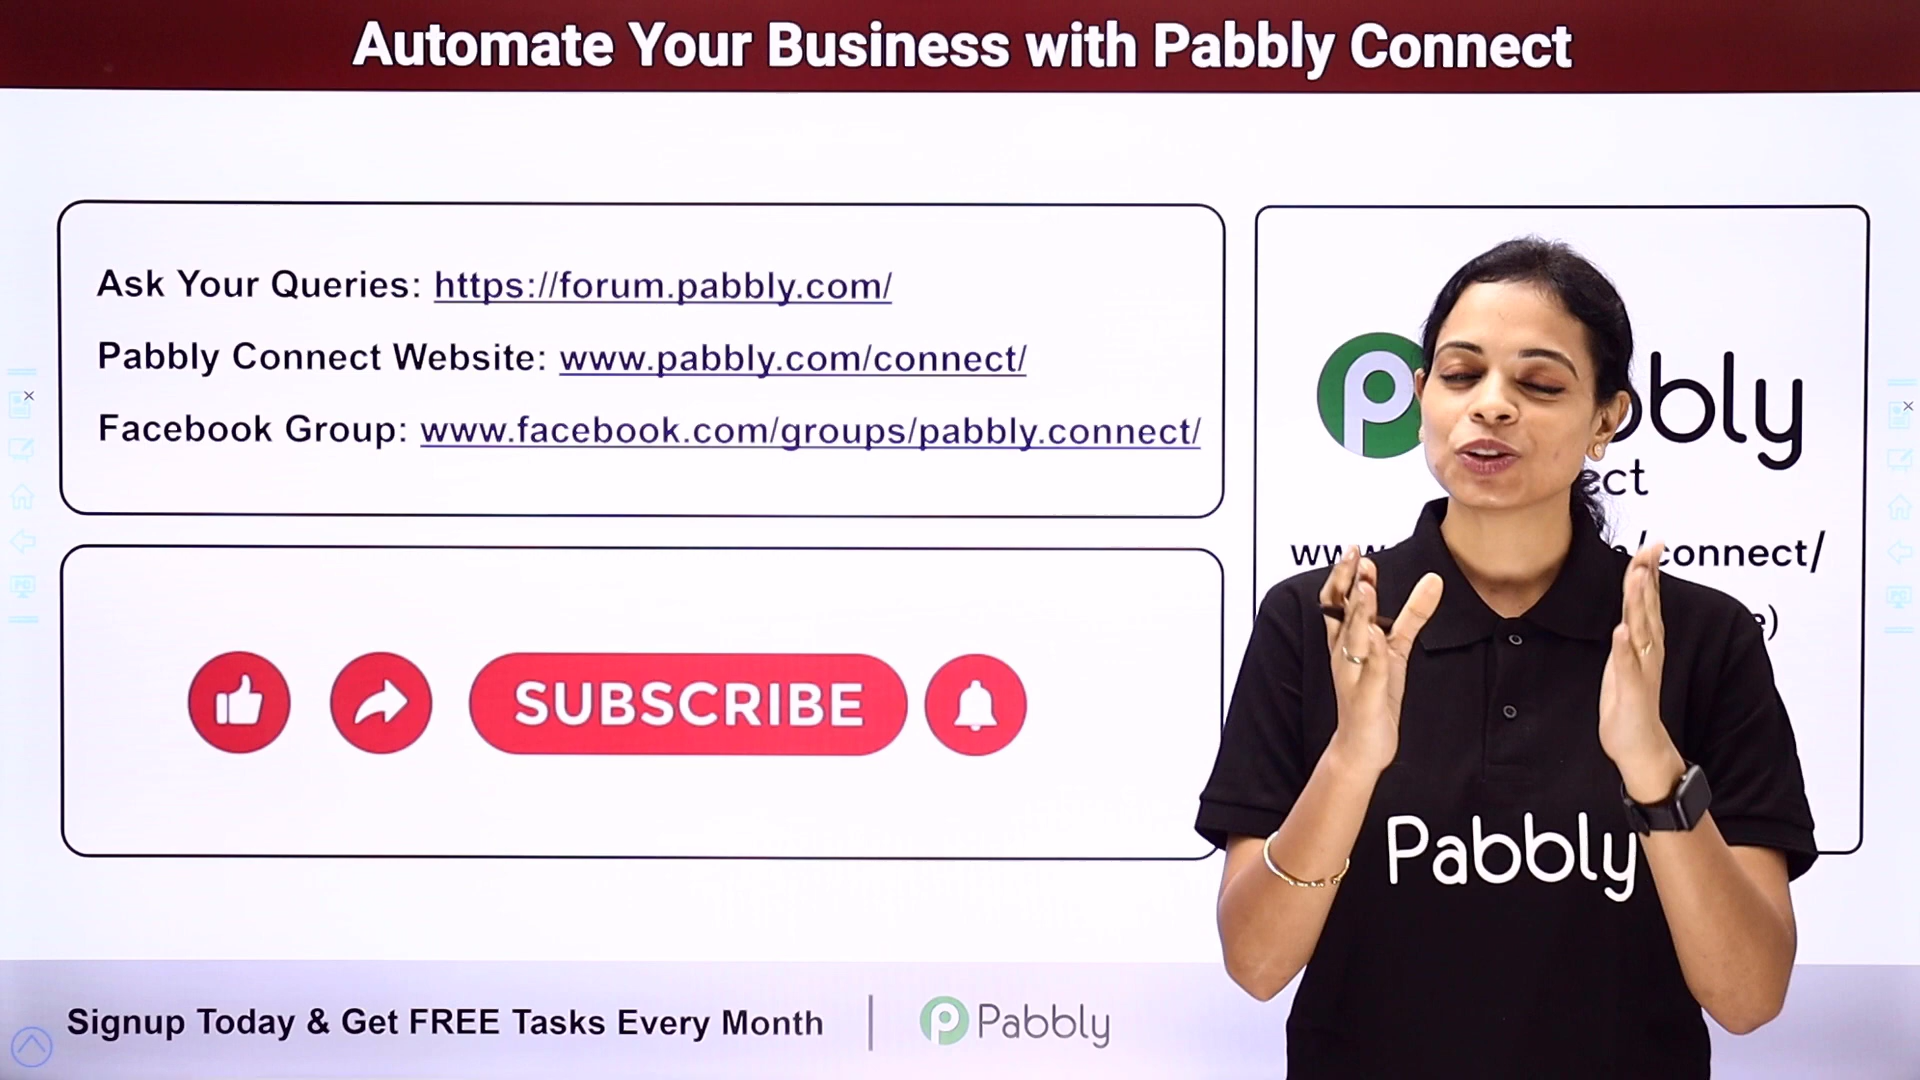 Automate Your Business with Pabbly Connect
Ask Your Queries: https://forum.pabbly.com/
Pabbly Connect Website: www.pabbly.com/connect/
Facebook Group: www.facebook.com/groups/pabbly.connect/
SUBSCRIBE
Pabbly
Signup Today & Get FREE Tasks Every Month
Pabbly